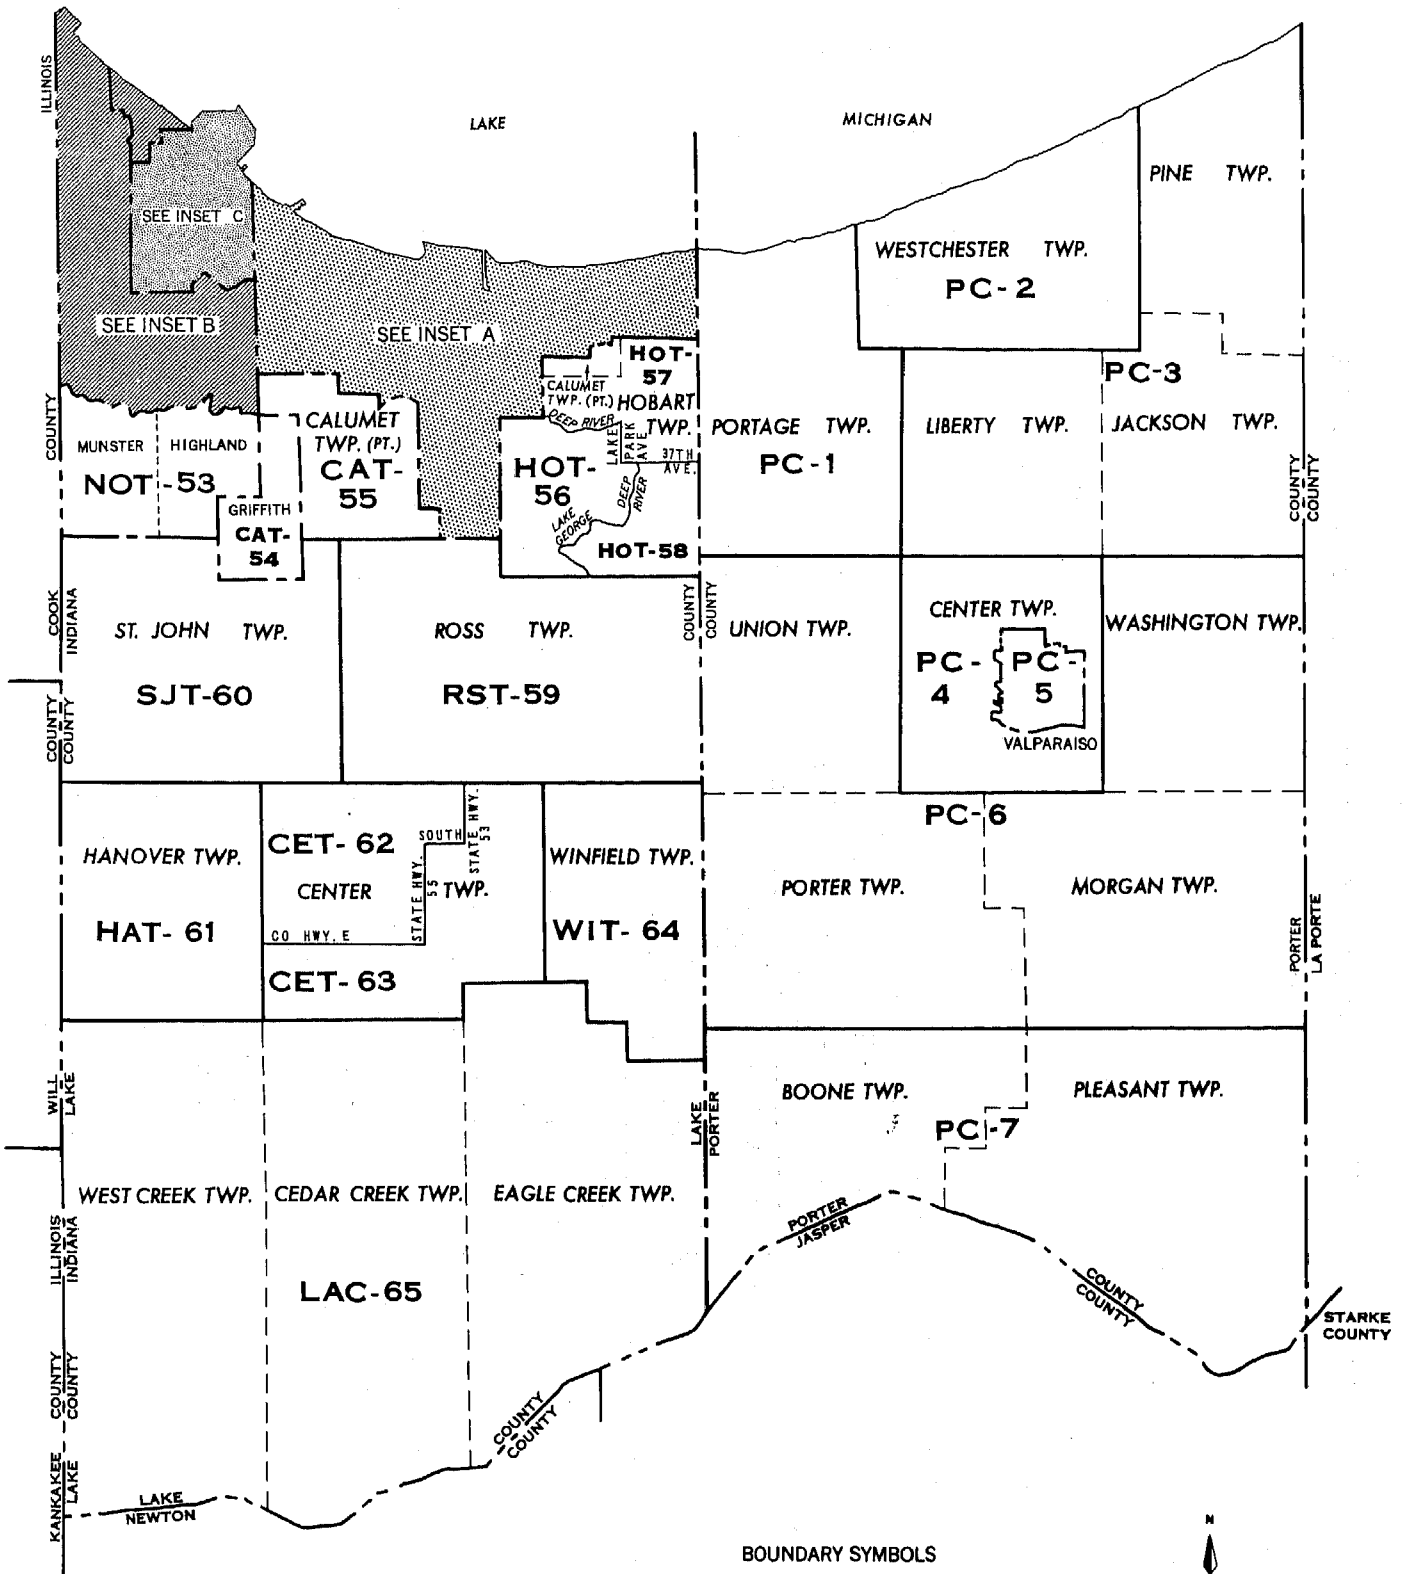 ILLINOIS
LAKE
MICHIGAN
PINE TWP.
SEE INSET C
WESTCHESTER TWP.
PC-2
SEE INSET B
SEE INSET A
HOT-
57
CALUMET
TWP. (PT.)
HOBART
TWP.
PC-3
COUNTY
MUNSTER
HIGHLAND
NOT-53
CALUMET
TWP. (PT.)
CAT-
55
DEEP RIVER
LAKE
PARK
AVE
37TH
AVE.
HOT-
56
DEEP
RIVER
LAKE
GEORGE
HOT-58
PORTAGE TWP.
PC-1
LIBERTY TWP.
JACKSON TWP.
COUNTY
COUNTY
GRIFFITH
CAT-
54
COOK
INDIANA
ST. JOHN TWP.
SJT-60
ROSS TWP.
RST-59
COUNTY
COUNTY
UNION TWP.
CENTER TWP.
PC-
4
PC-
5
VALPARAISO
WASHINGTON TWP.
COUNTY
COUNTY
HANOVER TWP.
HAT-61
CET-62
CENTER TWP.
SOUTH
STATE HWY.
53
STATE HWY.
55
CO HWY. E
CET-63
WINFIELD TWP.
WIT-64
PC-6
PORTER TWP.
MORGAN TWP.
PORTER
LA PORTE
WILL
LAKE
LAKE
PORTER
BOONE TWP.
PLEASANT TWP.
PC-7
WEST CREEK TWP.
CEDAR CREEK TWP.
EAGLE CREEK TWP.
LAC-65
ILLINOIS
INDIANA
PORTER
JASPER
COUNTY
COUNTY
STARKE
COUNTY
COUNTY
COUNTY
COUNTY
COUNTY
KANKAKEE
LAKE
LAKE
NEWTON
N
BOUNDARY SYMBOLS